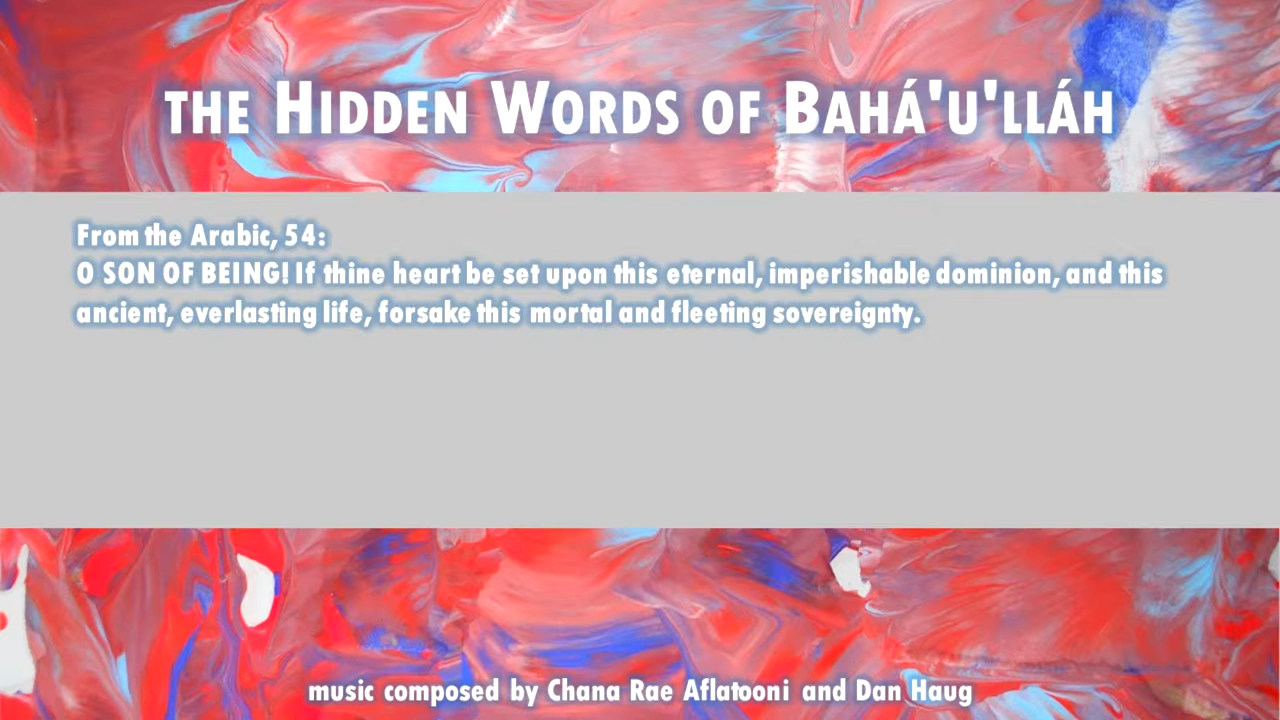 THE HIDDEN WORDS OF BAHÁ'U'LLÁH
From the Arabic, 54:
O SON OF BEING! If thine heart be set upon this eternal, imperishable dominion, and this
ancient, everlasting life, forsake this mortal and fleeting sovereignty.
music composed by Chana Rae Aflatooni and Dan Haug